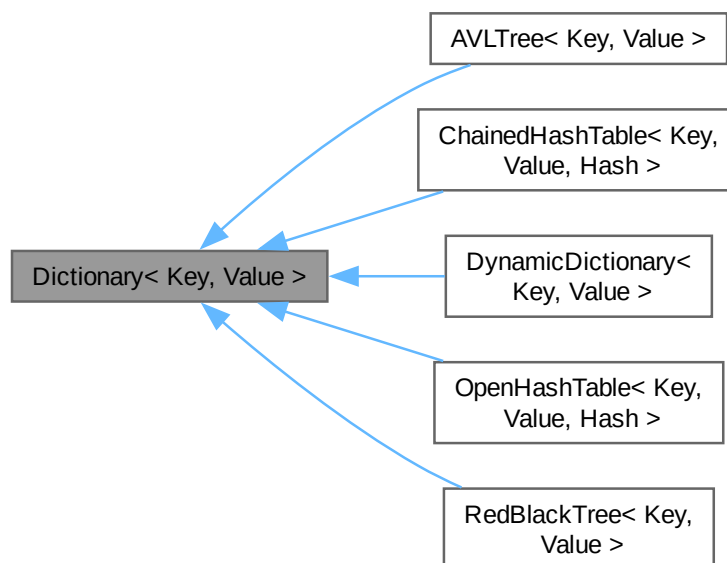 AVLTree< Key, Value >
ChainedHashTable< Key,
Value, Hash >
Dictionary< Key, Value >
DynamicDictionary<
Key, Value >
OpenHashTable< Key,
Value, Hash >
RedBlackTree< Key,
Value >